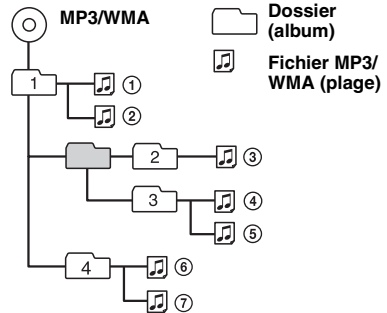 MP3/WMA
Dossier
(album)
Fichier MP3/
WMA (plage)
1
①
②
2
③
3
④
⑤
4
⑥
⑦